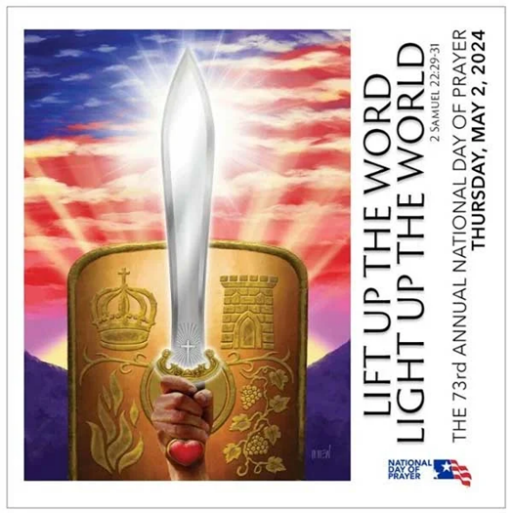 LIFT UP THE WORD
LIGHT UP THE WORLD
2 SAMUEL 22:29-31
THE 73rd ANNUAL NATIONAL DAY OF PRAYER
THURSDAY, MAY 2, 2024
NATIONAL
DAY OF
PRAYER